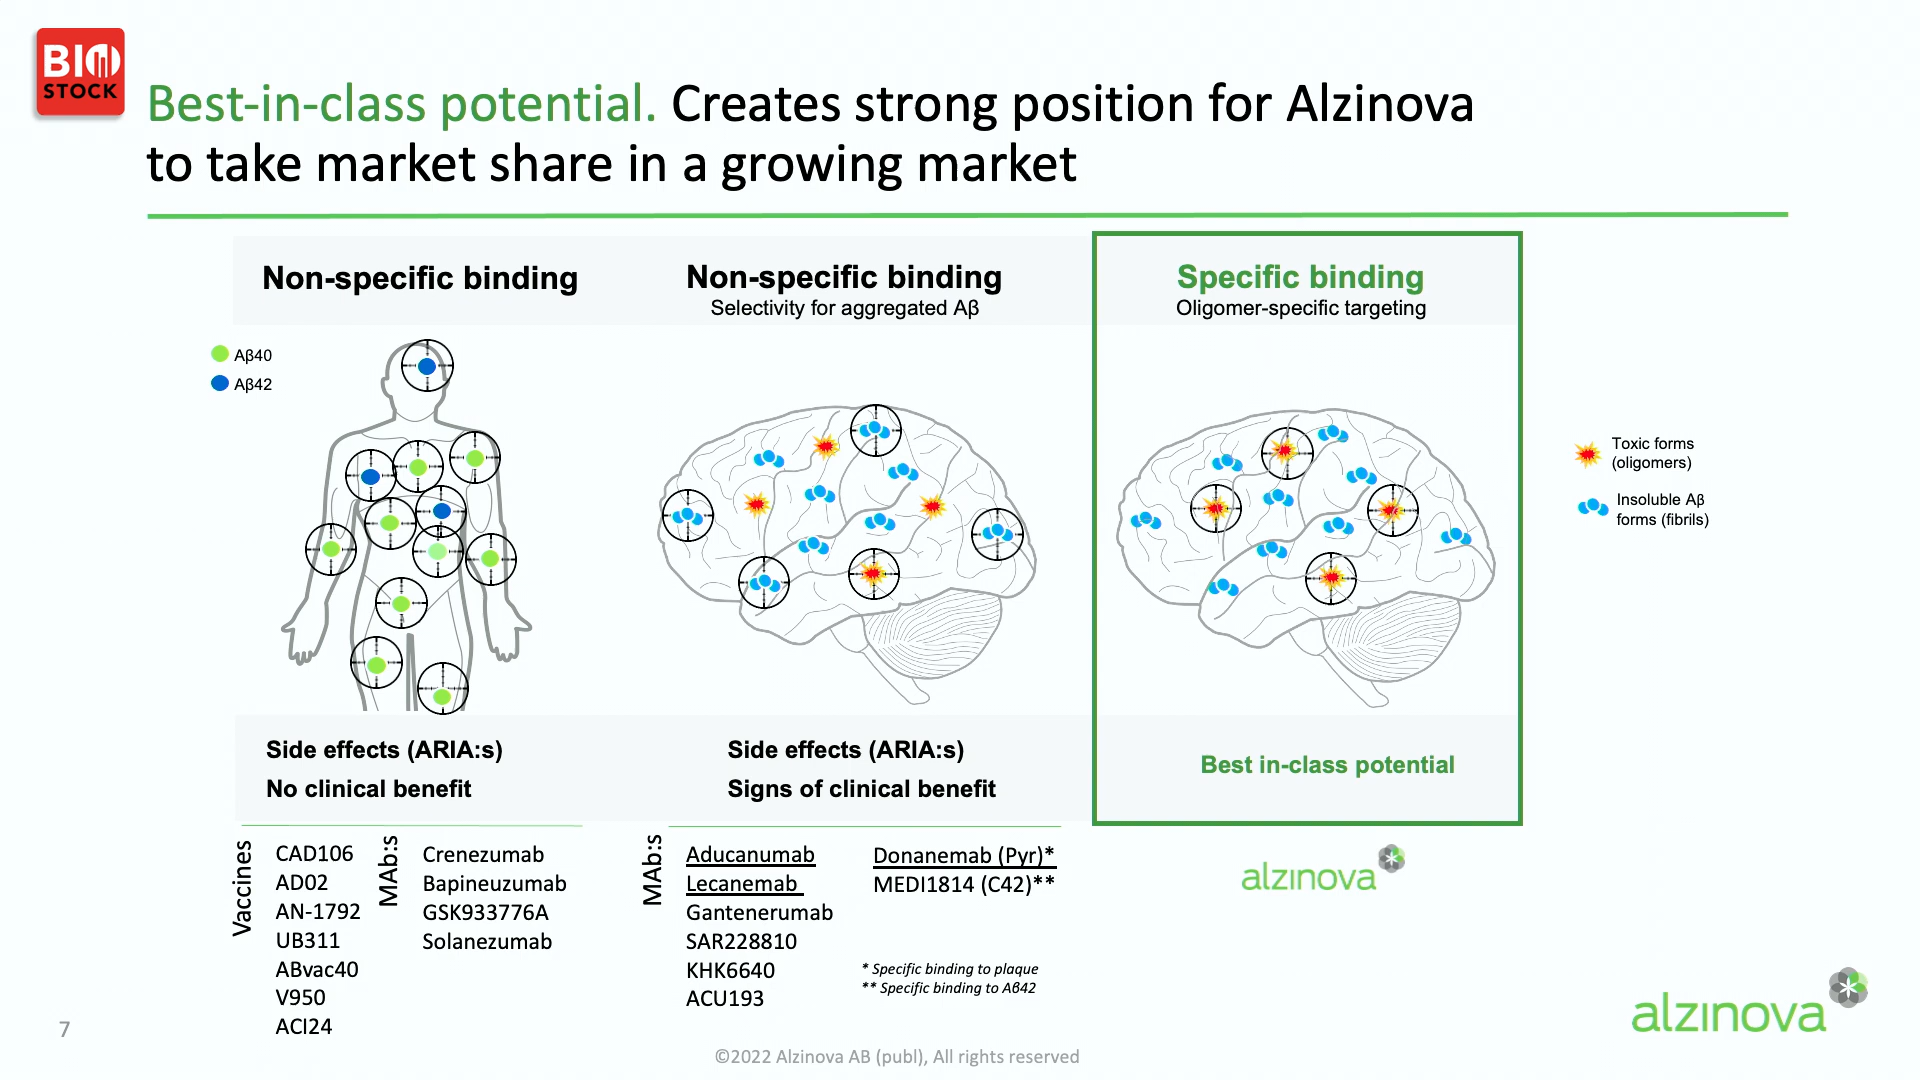 BIO
STOCK
Best-in-class potential. Creates strong position for Alzinova
to take market share in a growing market
Non-specific binding
Non-specific binding
Selectivity for aggregated Aβ
Specific binding
Oligomer-specific targeting
Aβ40
Aβ42
Toxic forms
(oligomers)
Insoluble Aβ
forms (fibrils)
Side effects (ARIA:s)
No clinical benefit
Side effects (ARIA:s)
Signs of clinical benefit
Best in-class potential
Vaccines
CAD106
AD02
AN-1792
UB311
ABvac40
V950
ACI24
MAb:s
Crenezumab
Bapineuzumab
GSK933776A
Solanezumab
MAb:s
Aducanumab
Lecanemab
Gantenerumab
SAR228810
KHK6640
ACU193
Donanemab (Pyr)*
MEDI1814 (C42)**
* Specific binding to plaque
** Specific binding to Aβ42
alzinova
alzinova
7
©2022 Alzinova AB (publ), All rights reserved